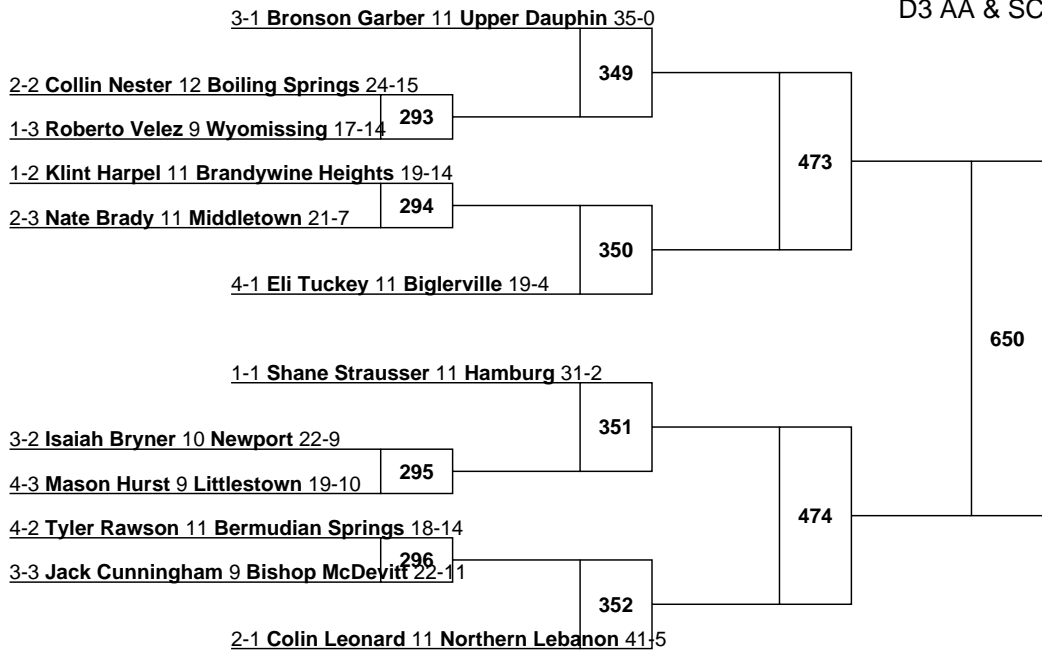 D3 AA & SC
3-1 Bronson Garber 11 Upper Dauphin 35-0
349
2-2 Collin Nester 12 Boiling Springs 24-15
293
1-3 Roberto Velez 9 Wyomissing 17-14
473
1-2 Klint Harpel 11 Brandywine Heights 19-14
294
2-3 Nate Brady 11 Middletown 21-7
350
4-1 Eli Tuckey 11 Biglerville 19-4
650
1-1 Shane Strausser 11 Hamburg 31-2
351
3-2 Isaiah Bryner 10 Newport 22-9
295
4-3 Mason Hurst 9 Littlestown 19-10
474
4-2 Tyler Rawson 11 Bermudian Springs 18-14
296
3-3 Jack Cunningham 9 Bishop McDevitt 22-11
352
2-1 Colin Leonard 11 Northern Lebanon 41-5